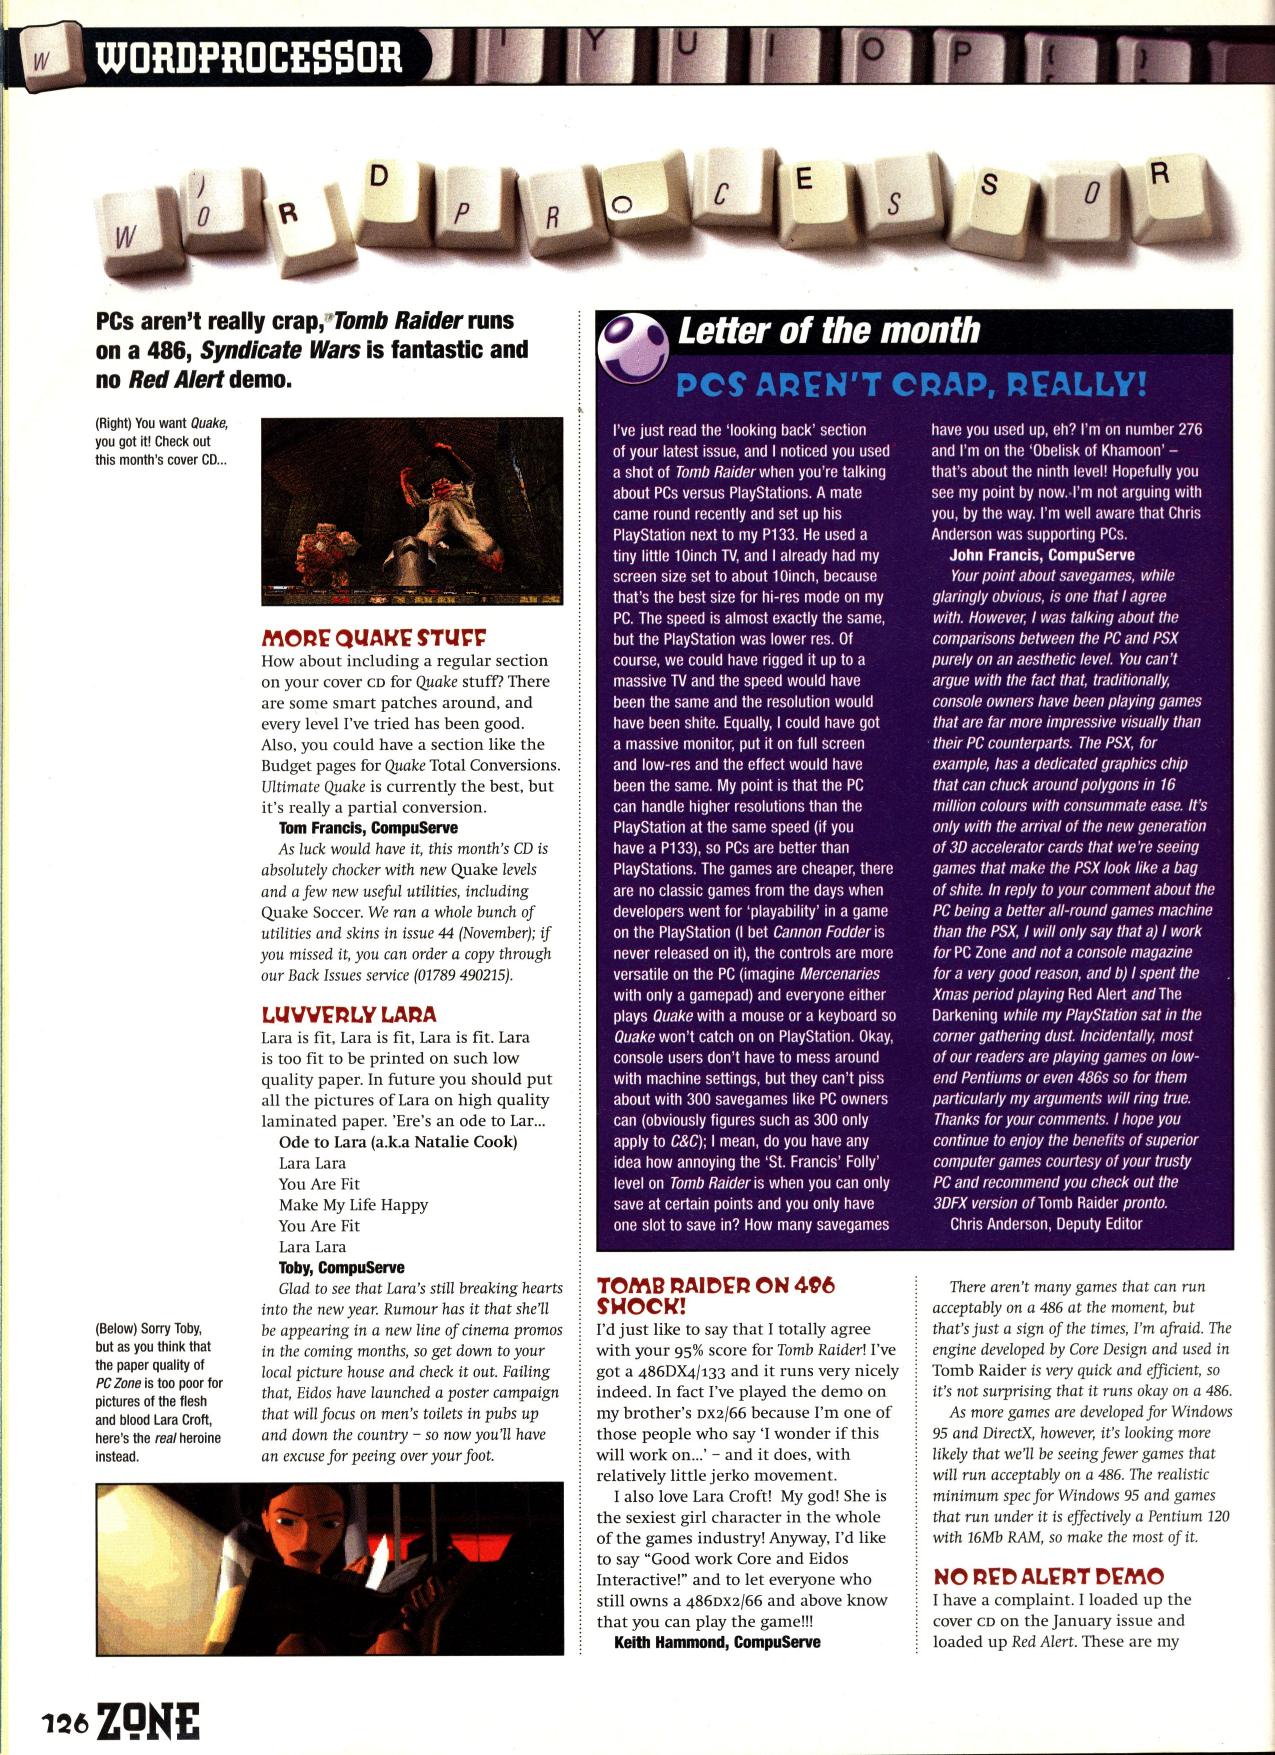 W WORDPROCESSOR
T Y U I O P { }
W ) O R D P R O C E S S O R
PCs aren't really crap, Tomb Raider runs
on a 486, Syndicate Wars is fantastic and
no Red Alert demo.
(Right) You want Quake,
you got it! Check out
this month's cover CD...
MORE QUAKE STUFF
How about including a regular section
on your cover CD for Quake stuff? There
are some smart patches around, and
every level I've tried has been good.
Also, you could have a section like the
Budget pages for Quake Total Conversions.
Ultimate Quake is currently the best, but
it's really a partial conversion.
Tom Francis, CompuServe
As luck would have it, this month's CD is
absolutely chocker with new Quake levels
and a few new useful utilities, including
Quake Soccer. We ran a whole bunch of
utilities and skins in issue 44 (November); if
you missed it, you can order a copy through
our Back Issues service (01789 490215).
LUVVERLY LARA
Lara is fit, Lara is fit, Lara is fit. Lara
is too fit to be printed on such low
quality paper. In future you should put
all the pictures of Lara on high quality
laminated paper. 'Ere's an ode to Lar...
Ode to Lara (a.k.a Natalie Cook)
Lara Lara
You Are Fit
Make My Life Happy
You Are Fit
Lara Lara
Toby, CompuServe
Glad to see that Lara's still breaking hearts
into the new year. Rumour has it that she'll
be appearing in a new line of cinema promos
in the coming months, so get down to your
local picture house and check it out. Failing
that, Eidos have launched a poster campaign
that will focus on men's toilets in pubs up
and down the country – so now you'll have
an excuse for peeing over your foot.
(Below) Sorry Toby,
but as you think that
the paper quality of
PC Zone is too poor for
pictures of the flesh
and blood Lara Croft,
here's the real heroine
instead.
Letter of the month
PCS AREN'T CRAP, REALLY!
I've just read the 'looking back' section
of your latest issue, and I noticed you used
a shot of Tomb Raider when you're talking
about PCs versus PlayStations. A mate
came round recently and set up his
PlayStation next to my P133. He used a
tiny little 10inch TV, and I already had my
screen size set to about 10inch, because
that's the best size for hi-res mode on my
PC. The speed is almost exactly the same,
but the PlayStation was lower res. Of
course, we could have rigged it up to a
massive TV and the speed would have
been the same and the resolution would
have been shite. Equally, I could have got
a massive monitor, put it on full screen
and low-res and the effect would have
been the same. My point is that the PC
can handle higher resolutions than the
PlayStation at the same speed (if you
have a P133), so PCs are better than
PlayStations. The games are cheaper, there
are no classic games from the days when
developers went for 'playability' in a game
on the PlayStation (I bet Cannon Fodder is
never released on it), the controls are more
versatile on the PC (imagine Mercenaries
with only a gamepad) and everyone either
plays Quake with a mouse or a keyboard so
Quake won't catch on on PlayStation. Okay,
console users don't have to mess around
with machine settings, but they can't piss
about with 300 savegames like PC owners
can (obviously figures such as 300 only
apply to C&C); I mean, do you have any
idea how annoying the 'St. Francis' Folly'
level on Tomb Raider is when you can only
save at certain points and you only have
one slot to save in? How many savegames
have you used up, eh? I'm on number 276
and I'm on the 'Obelisk of Khamoon' –
that's about the ninth level! Hopefully you
see my point by now. I'm not arguing with
you, by the way. I'm well aware that Chris
Anderson was supporting PCs.
John Francis, CompuServe
Your point about savegames, while
glaringly obvious, is one that I agree
with. However, I was talking about the
comparisons between the PC and PSX
purely on an aesthetic level. You can't
argue with the fact that, traditionally,
console owners have been playing games
that are far more impressive visually than
their PC counterparts. The PSX, for
example, has a dedicated graphics chip
that can chuck around polygons in 16
million colours with consummate ease. It's
only with the arrival of the new generation
of 3D accelerator cards that we're seeing
games that make the PSX look like a bag
of shite. In reply to your comment about the
PC being a better all-round games machine
than the PSX, I will only say that a) I work
for PC Zone and not a console magazine
for a very good reason, and b) I spent the
Xmas period playing Red Alert and The
Darkening while my PlayStation sat in the
corner gathering dust. Incidentally, most
of our readers are playing games on low-
end Pentiums or even 486s so for them
particularly my arguments will ring true.
Thanks for your comments. I hope you
continue to enjoy the benefits of superior
computer games courtesy of your trusty
PC and recommend you check out the
3DFX version of Tomb Raider pronto.
Chris Anderson, Deputy Editor
TOMB RAIDER ON 486
SHOCK!
I'd just like to say that I totally agree
with your 95% score for Tomb Raider! I've
got a 486DX4/133 and it runs very nicely
indeed. In fact I've played the demo on
my brother's DX2/66 because I'm one of
those people who say 'I wonder if this
will work on...' – and it does, with
relatively little jerko movement.
I also love Lara Croft! My god! She is
the sexiest girl character in the whole
of the games industry! Anyway, I'd like
to say "Good work Core and Eidos
Interactive!" and to let everyone who
still owns a 486DX2/66 and above know
that you can play the game!!!
Keith Hammond, CompuServe
There aren't many games that can run
acceptably on a 486 at the moment, but
that's just a sign of the times, I'm afraid. The
engine developed by Core Design and used in
Tomb Raider is very quick and efficient, so
it's not surprising that it runs okay on a 486.
As more games are developed for Windows
95 and DirectX, however, it's looking more
likely that we'll be seeing fewer games that
will run acceptably on a 486. The realistic
minimum spec for Windows 95 and games
that run under it is effectively a Pentium 120
with 16Mb RAM, so make the most of it.
NO RED ALERT DEMO
I have a complaint. I loaded up the
cover CD on the January issue and
loaded up Red Alert. These are my
126 ZONE